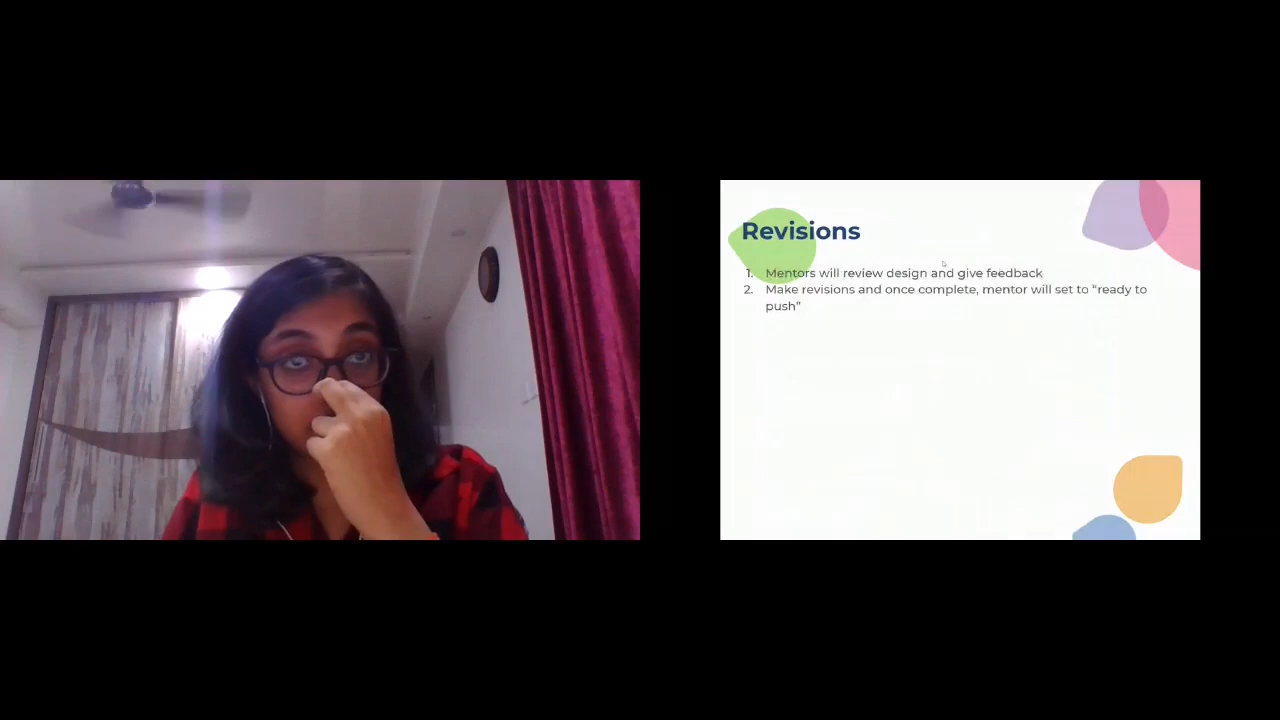 Revisions
1. Mentors will review design and give feedback
2. Make revisions and once complete, mentor will set to “ready to
push”